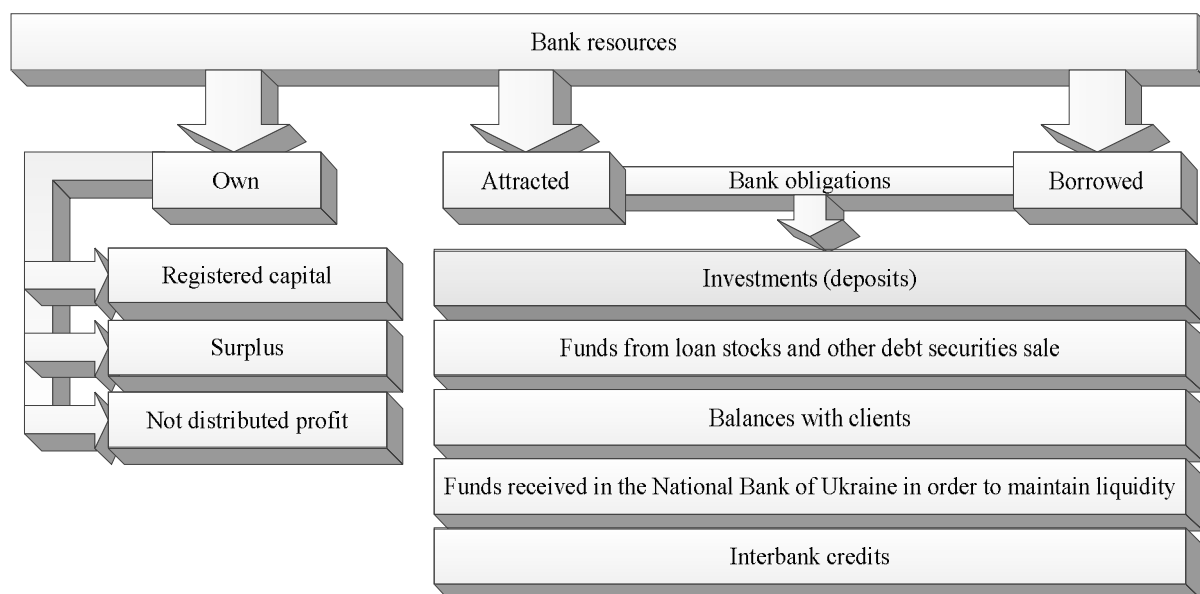 Bank resources
Own
Attracted
Bank obligations
Borrowed
Registered capital
Surplus
Not distributed profit
Investments (deposits)
Funds from loan stocks and other debt securities sale
Balances with clients
Funds received in the National Bank of Ukraine in order to maintain liquidity
Interbank credits